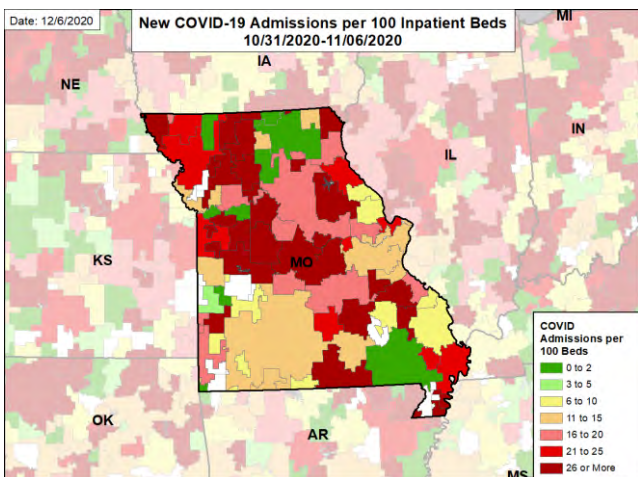 Date: 12/6/2020
New COVID-19 Admissions per 100 Inpatient Beds
10/31/2020-11/06/2020
MI
IA
NE
IN
IL
KS
MO
OK
AR
MS
COVID
Admissions per
100 Beds
0 to 2
3 to 5
6 to 10
11 to 15
16 to 20
21 to 25
26 or More